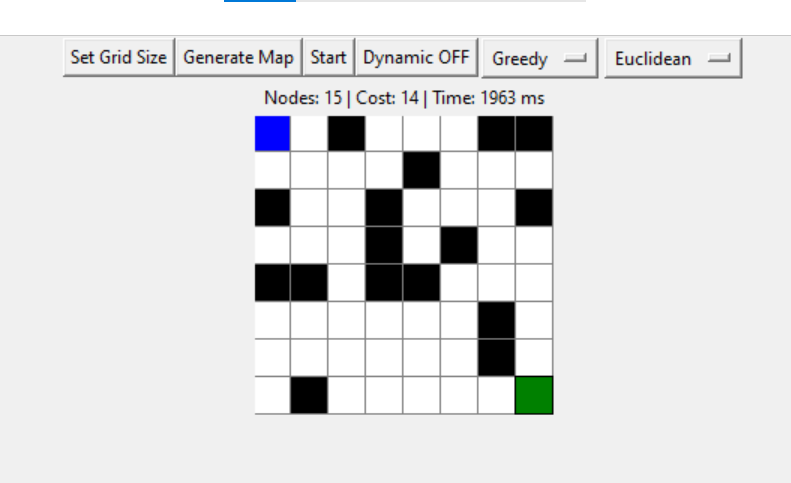 Set Grid Size Generate Map Start Dynamic OFF Greedy Euclidean
Nodes: 15 | Cost: 14 | Time: 1963 ms